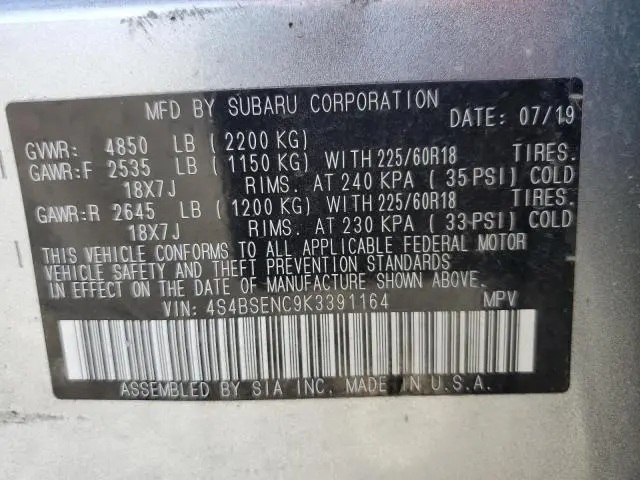 MFD BY SUBARU CORPORATION DATE: 07/19
GVWR: 4850 LB (2200 KG)
GAWR:F 2535 LB (1150 KG) WITH 225/60R18 TIRES.
18X7J RIMS. AT 240 KPA (35 PSI) COLD
GAWR:R 2645 LB (1200 KG) WITH 225/60R18 TIRES.
18X7J RIMS. AT 230 KPA (33 PSI) COLD
THIS VEHICLE CONFORMS TO ALL APPLICABLE FEDERAL MOTOR
VEHICLE SAFETY AND THEFT PREVENTION STANDARDS
IN EFFECT ON THE DATE OF MANUFACTURE SHOWN ABOVE.
VIN: 4S4BSENC9K3391164 MPV
ASSEMBLED BY SIA INC. MADE IN U.S.A.